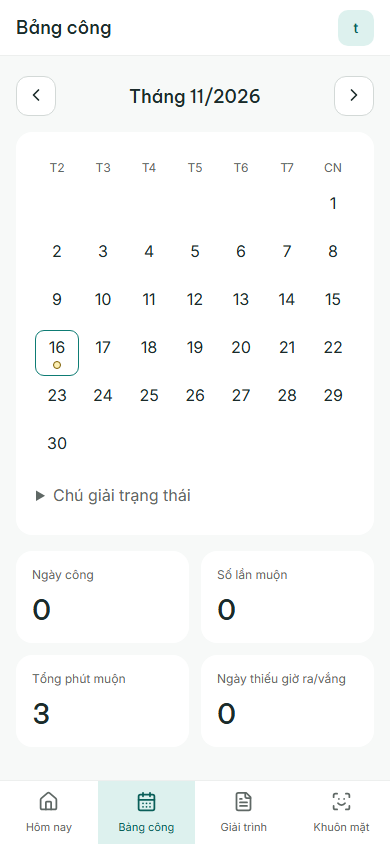 Bảng công
t
Tháng 11/2026
T2 T3 T4 T5 T6 T7 CN
1
2 3 4 5 6 7 8
9 10 11 12 13 14 15
16 17 18 19 20 21 22
23 24 25 26 27 28 29
30
Chú giải trạng thái
Ngày công Số lần muộn
0 0
Tổng phút muộn Ngày thiếu giờ ra/vắng
3 0
Hôm nay Bảng công Giải trình Khuôn mặt